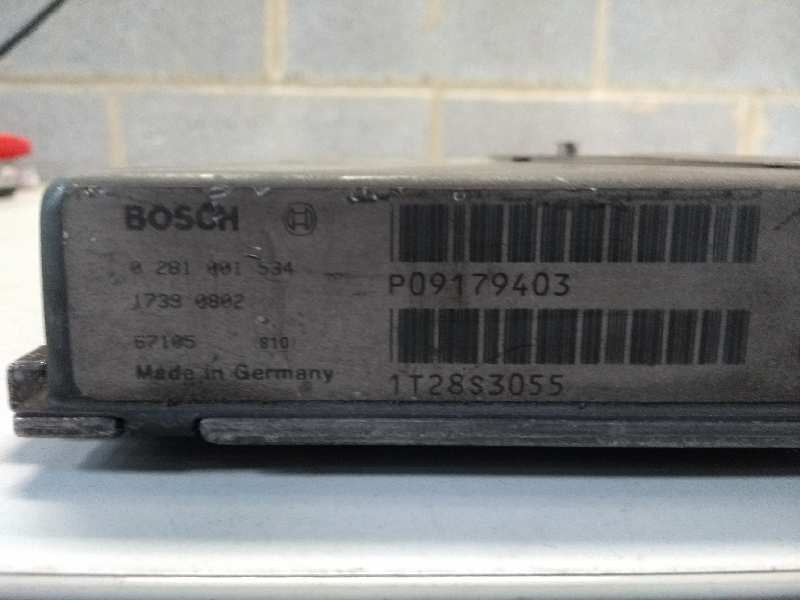 BOSCH
0 281 001 534
1739 0802
67105 810
Made in Germany
P09179403
1T28S3055